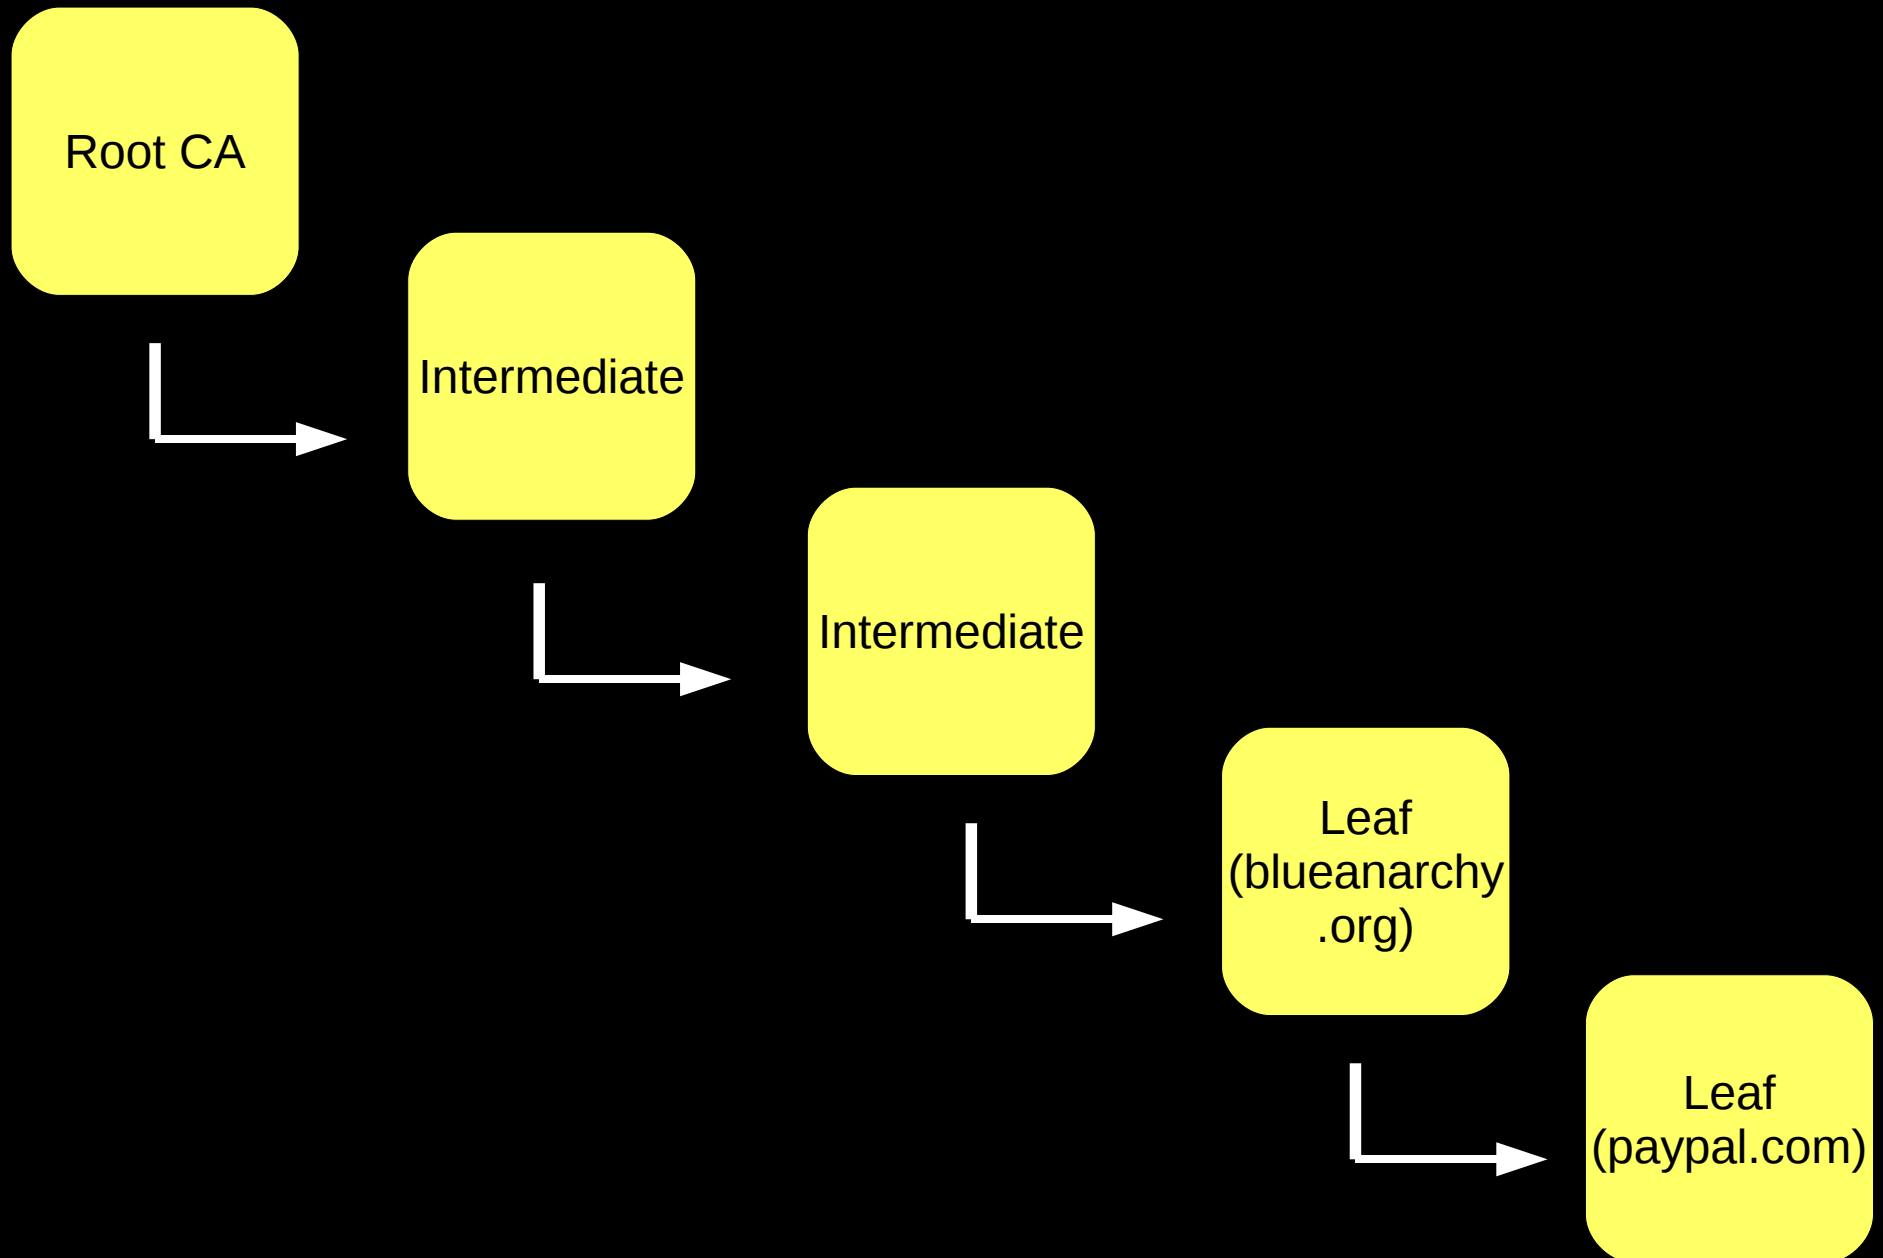 Root CA
Intermediate
Intermediate
Leaf
(blueanarchy
.org)
Leaf
(paypal.com)